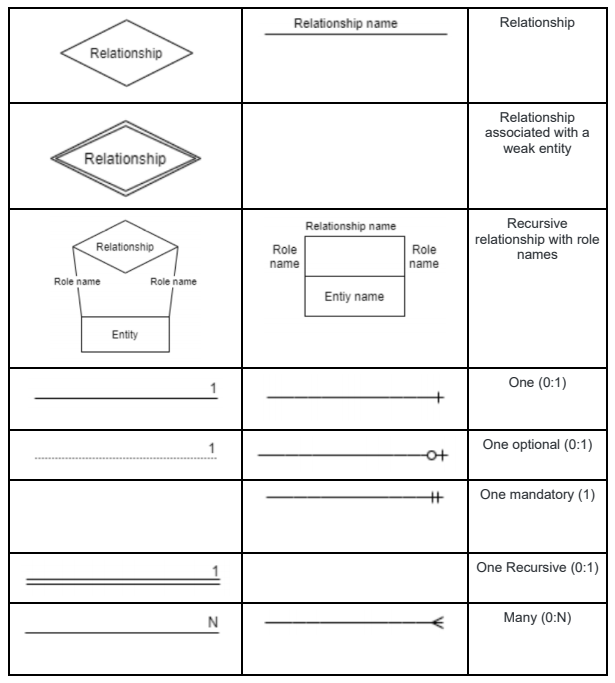 Relationship
Relationship name
Relationship
Relationship
Relationship
associated with a
weak entity
Relationship
Role name
Role name
Entity
Relationship name
Role
name
Role
name
Entiy name
Recursive
relationship with role
names
1
One (0:1)
1
One optional (0:1)
One mandatory (1)
1
One Recursive (0:1)
N
Many (0:N)